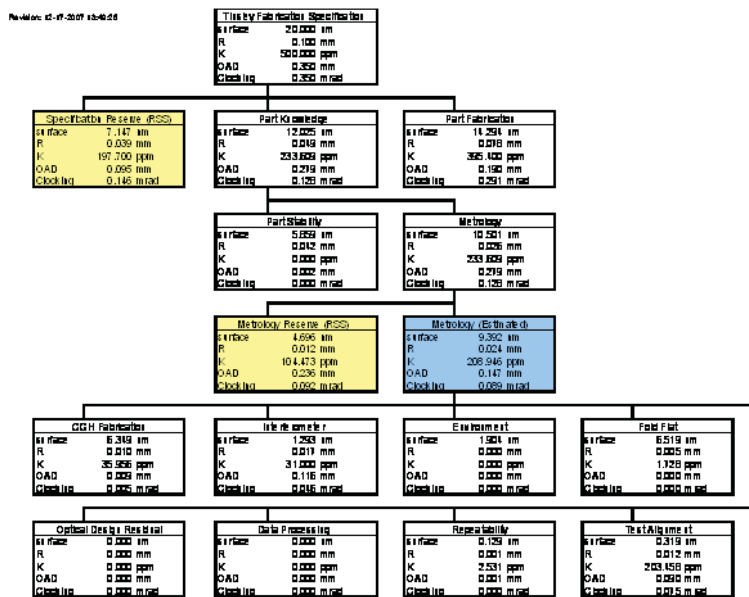 Revision: 12-17-2007 13:49:26
Tinsley Fabrication Specification
surface 20.000 nm
R 0.100 mm
K 500.000 ppm
OAD 0.350 mm
Clocking 0.350 mrad
Specification Reserve (RSS)
surface 7.147 nm
R 0.039 mm
K 197.700 ppm
OAD 0.095 mm
Clocking 0.146 mrad
Part Knowledge
surface 12.025 nm
R 0.049 mm
K 233.609 ppm
OAD 0.279 mm
Clocking 0.128 mrad
Part Fabrication
surface 14.294 nm
R 0.078 mm
K 395.400 ppm
OAD 0.190 mm
Clocking 0.291 mrad
Part Stability
surface 5.859 nm
R 0.042 mm
K 0.000 ppm
OAD 0.002 mm
Clocking 0.000 mrad
Metrology
surface 10.501 nm
R 0.026 mm
K 233.609 ppm
OAD 0.279 mm
Clocking 0.128 mrad
Metrology Reserve (RSS)
surface 4.696 nm
R 0.012 mm
K 104.473 ppm
OAD 0.236 mm
Clocking 0.092 mrad
Metrology (Estimated)
surface 9.392 nm
R 0.024 mm
K 208.946 ppm
OAD 0.147 mm
Clocking 0.089 mrad
CGH Fabrication
surface 6.349 nm
R 0.010 mm
K 35.956 ppm
OAD 0.009 mm
Clocking 0.005 mrad
Interferometer
surface 1.293 nm
R 0.017 mm
K 31.000 ppm
OAD 0.116 mm
Clocking 0.046 mrad
Environment
surface 1.904 nm
R 0.000 mm
K 0.000 ppm
OAD 0.000 mm
Clocking 0.000 mrad
Fold Flat
surface 6.519 nm
R 0.005 mm
K 1.728 ppm
OAD 0.000 mm
Clocking 0.000 mrad
Optical Design Residual
surface 0.000 nm
R 0.000 mm
K 0.000 ppm
OAD 0.000 mm
Clocking 0.000 mrad
Data Processing
surface 0.000 nm
R 0.000 mm
K 0.000 ppm
OAD 0.000 mm
Clocking 0.000 mrad
Repeatability
surface 0.129 nm
R 0.001 mm
K 2.531 ppm
OAD 0.001 mm
Clocking 0.000 mrad
Test Alignment
surface 0.319 nm
R 0.012 mm
K 203.458 ppm
OAD 0.090 mm
Clocking 0.075 mrad